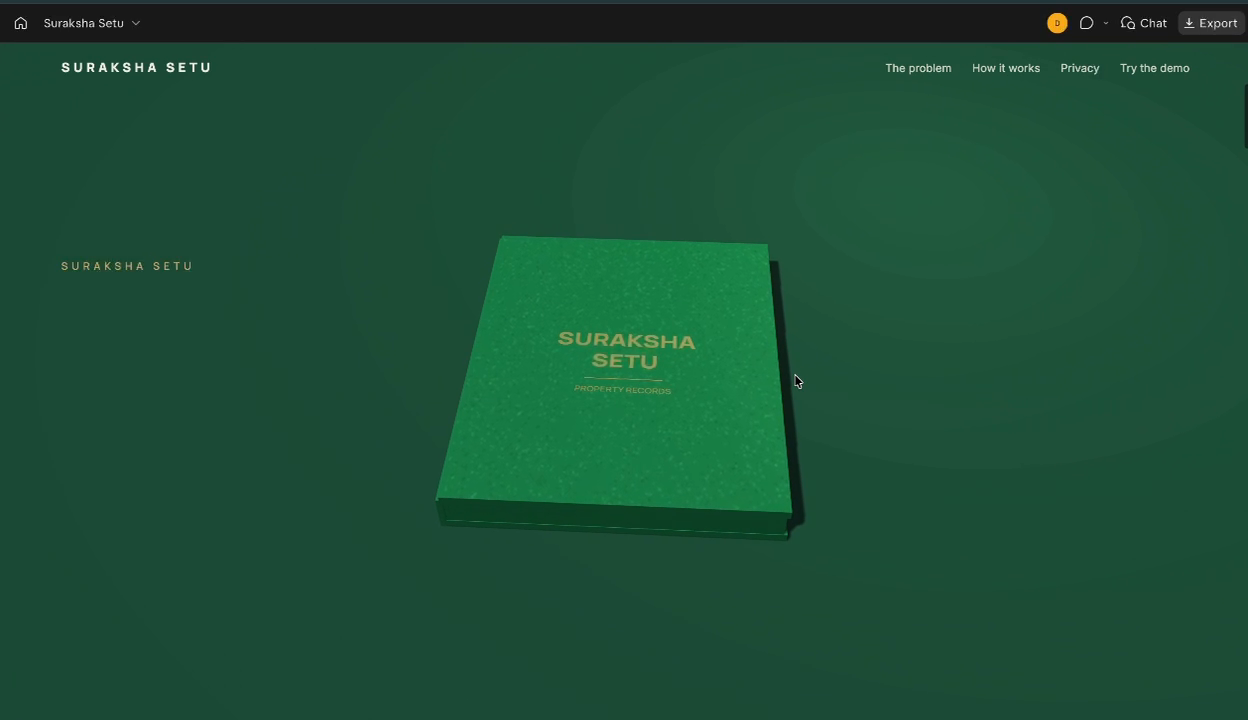 Suraksha Setu
D
Chat
Export
SURAKSHA SETU
The problem
How it works
Privacy
Try the demo
SURAKSHA SETU
SURAKSHA
SETU
PROPERTY RECORDS